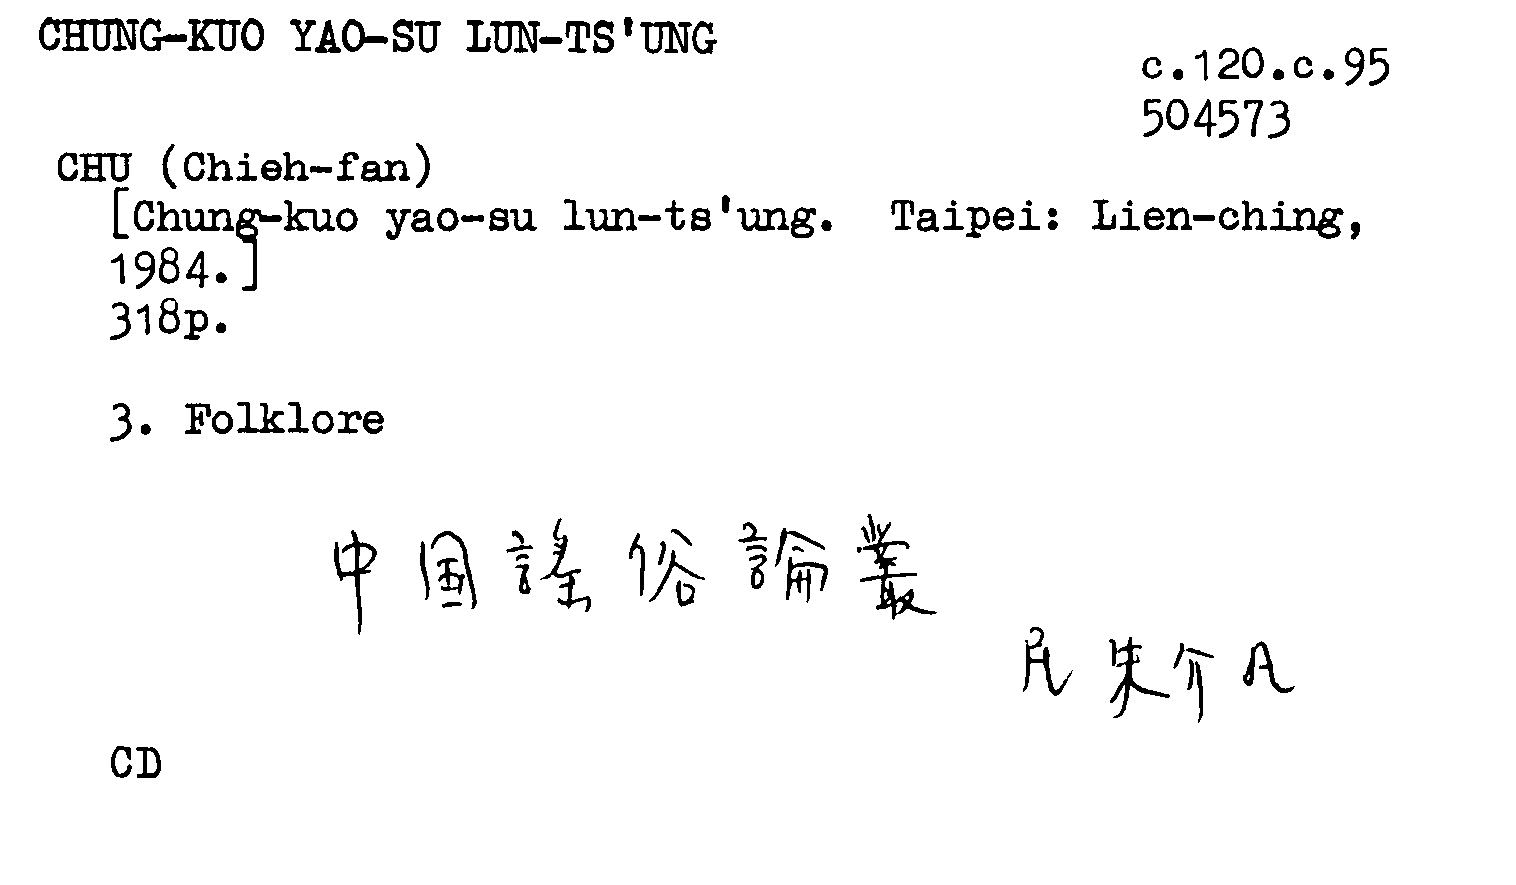 CHUNG-KUO YAO-SU LUN-TS'UNG
c.120.c.95
504573
CHU (Chieh-fan)
[Chung-kuo yao-su lun-ts'ung. Taipei: Lien-ching,
1984.]
318p.
3. Folklore
中国謠俗論叢
民 朱介凡
CD